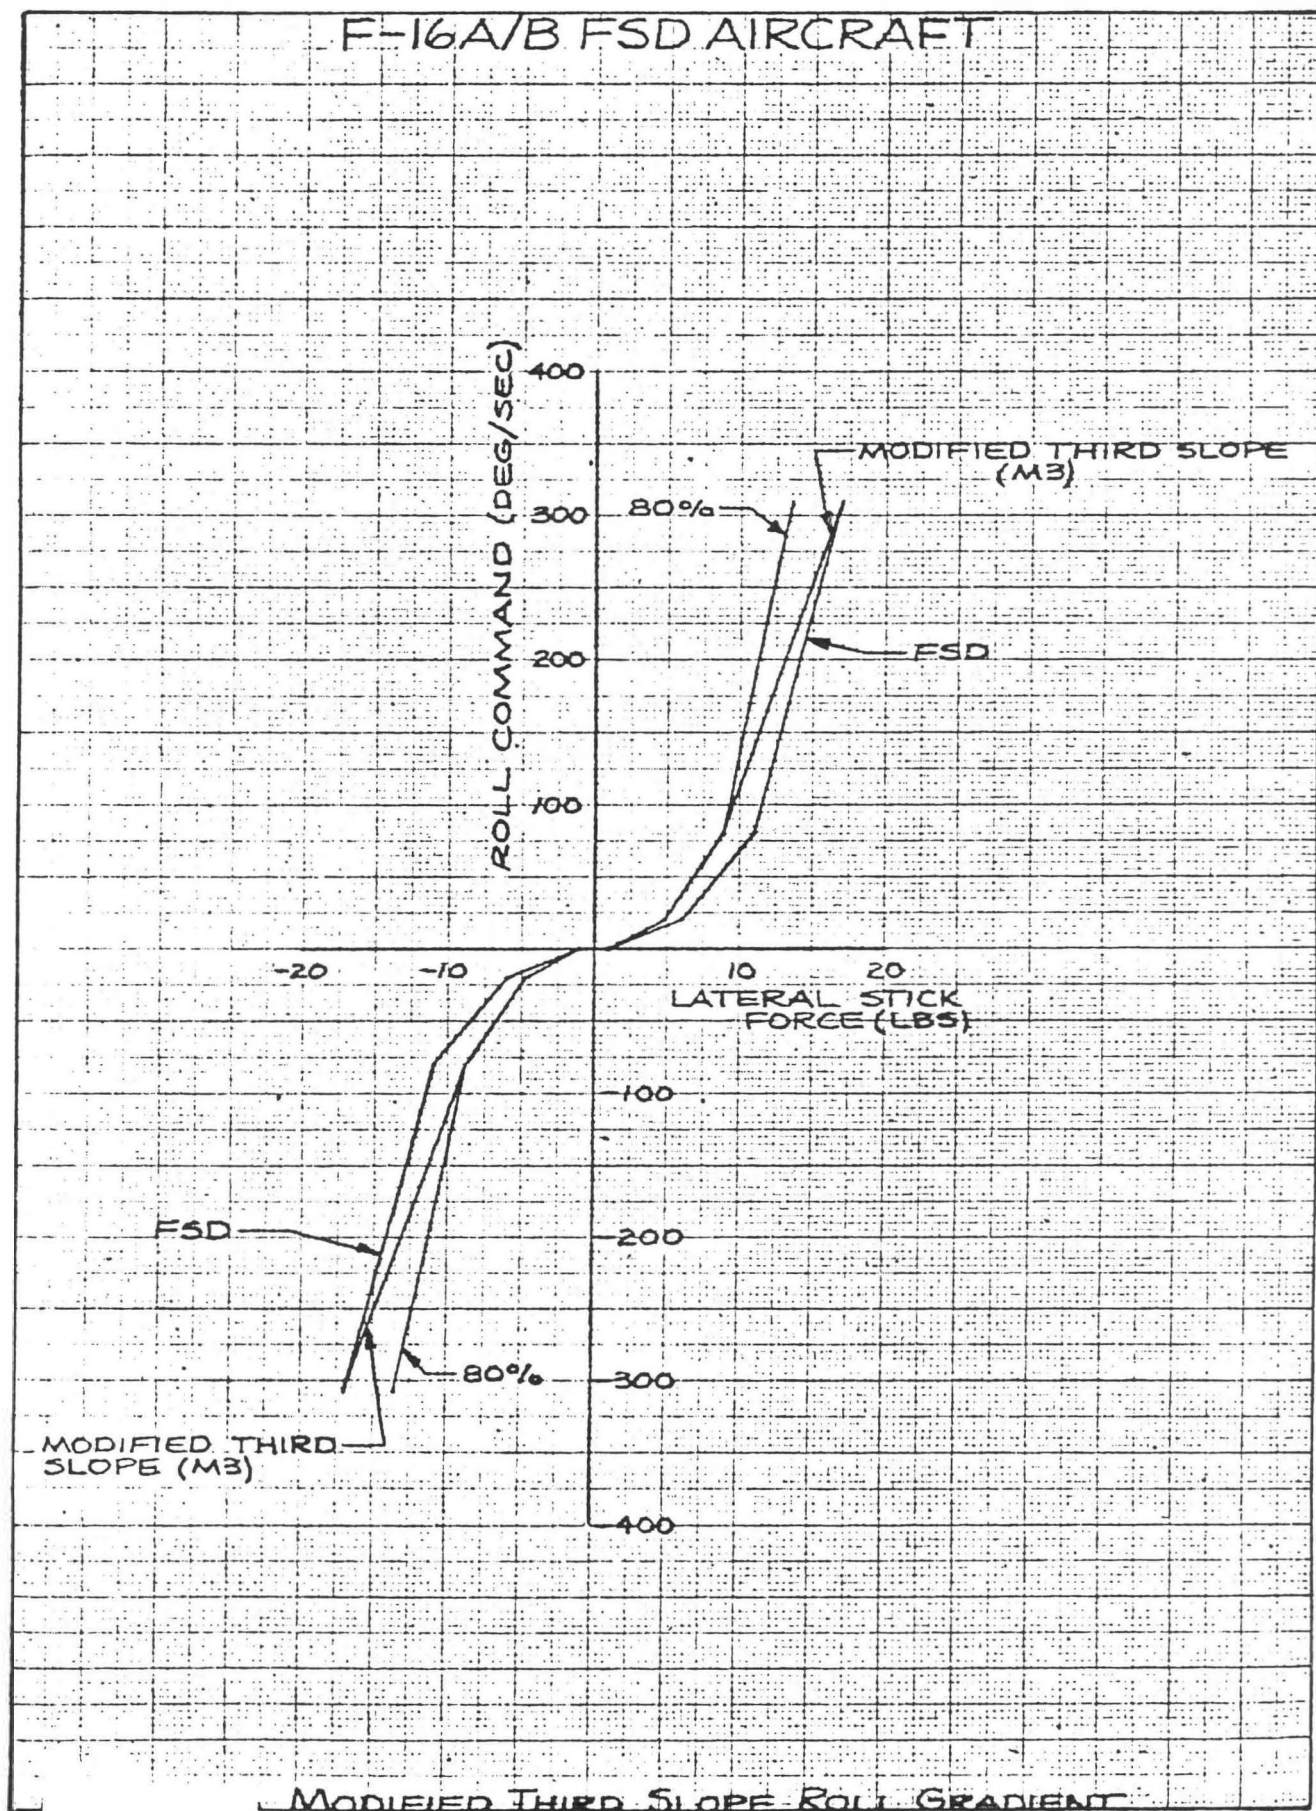 F-16A/B FSD AIRCRAFT
ROLL COMMAND (DEG/SEC)
400
MODIFIED THIRD SLOPE
(M3)
80%
300
200
FSD
100
-20
-10
10
20
LATERAL STICK
FORCE (LBS)
-100
FSD
-200
80%
-300
MODIFIED THIRD
SLOPE (M3)
-400
MODIFIED THIRD SLOPE ROLL GRADIENT